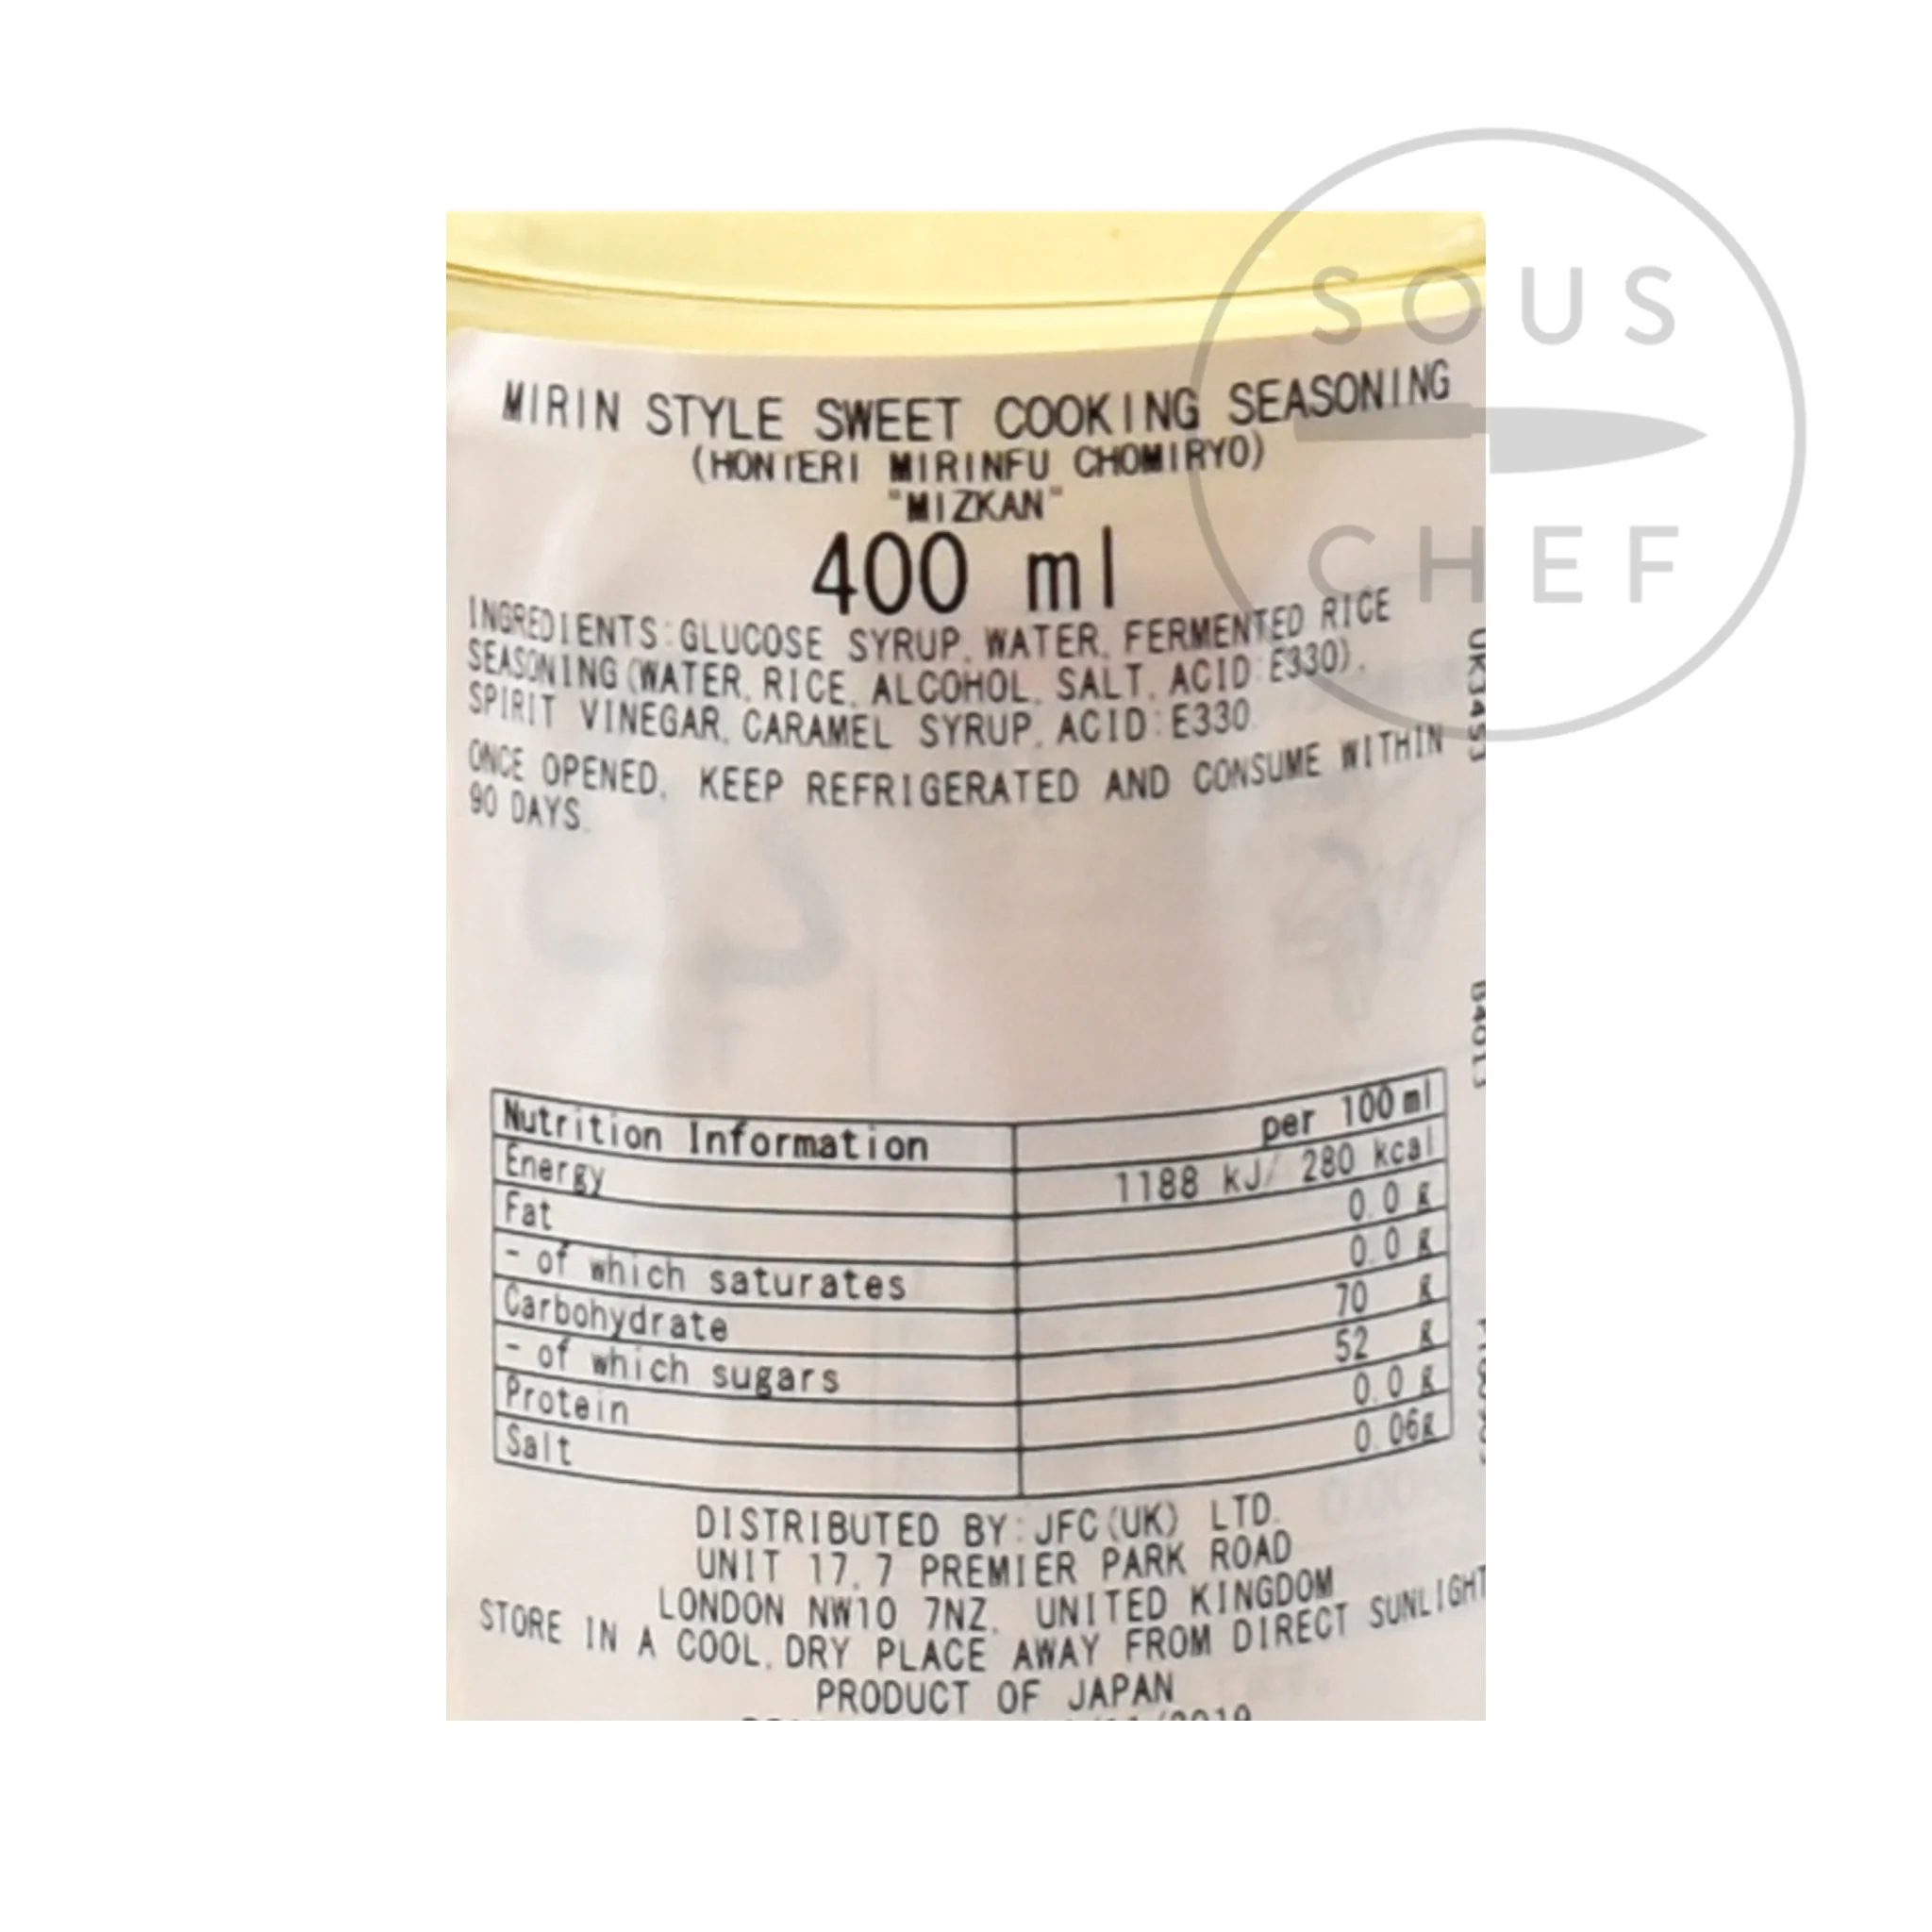 SOUS
CHEF
MIRIN STYLE SWEET COOKING SEASONING
(HONTERI MIRINFU CHOMIRYO)
"MIZKAN"
400 ml
INGREDIENTS:GLUCOSE SYRUP, WATER, FERMENTED RICE
SEASONING(WATER, RICE, ALCOHOL, SALT, ACID:E330),
SPIRIT VINEGAR, CARAMEL SYRUP, ACID:E330.
ONCE OPENED, KEEP REFRIGERATED AND CONSUME WITHIN
90 DAYS.
Nutrition Information per 100ml
Energy 1188 kJ/ 280 kcal
Fat 0.0 g
- of which saturates 0.0 g
Carbohydrate 70 g
- of which sugars 52 g
Protein 0.0 g
Salt 0.06g
DISTRIBUTED BY:JFC(UK) LTD.
UNIT 17, 7 PREMIER PARK ROAD
LONDON NW10 7NZ, UNITED KINGDOM
STORE IN A COOL, DRY PLACE AWAY FROM DIRECT SUNLIGHT
PRODUCT OF JAPAN